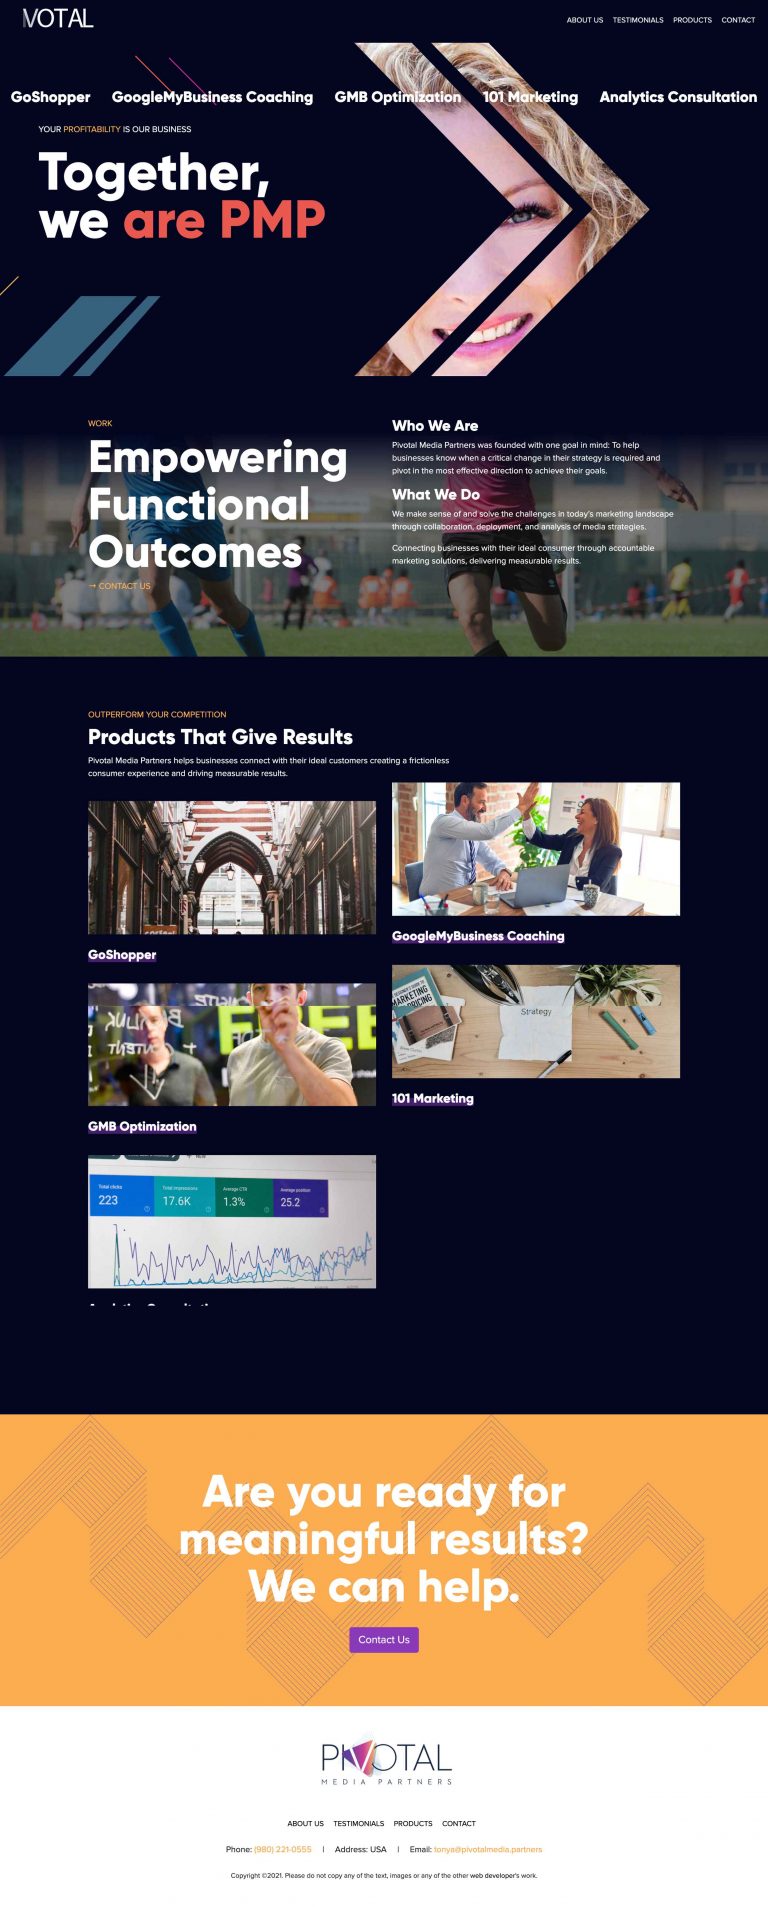 IVOTAL
ABOUT US TESTIMONIALS PRODUCTS CONTACT
GoShopper GoogleMyBusiness Coaching GMB Optimization 101 Marketing Analytics Consultation
YOUR PROFITABILITY IS OUR BUSINESS
Together,
we are PMP
WORK
Empowering
Functional
Outcomes
→ CONTACT US
Who We Are
Pivotal Media Partners was founded with one goal in mind: To help
businesses know when a critical change in their strategy is required and
pivot in the most effective direction to achieve their goals.
What We Do
We make sense of and solve the challenges in today's marketing landscape
through collaboration, deployment, and analysis of media strategies.
Connecting businesses with their ideal consumer through accountable
marketing solutions, delivering measurable results.
OUTPERFORM YOUR COMPETITION
Products That Give Results
Pivotal Media Partners helps businesses connect with their ideal customers creating a frictionless
consumer experience and driving measurable results.
GoShopper
GoogleMyBusiness Coaching
FREE
MARKETING
PRICING
Strategy
GMB Optimization
101 Marketing
Total clicks Total impressions Average CTR Average position
223 17.6K 1.3% 25.2
Are you ready for
meaningful results?
We can help.
Contact Us
PIVOTAL
MEDIA PARTNERS
ABOUT US TESTIMONIALS PRODUCTS CONTACT
Phone: (980) 221-0555 | Address: USA | Email: tonya@pivotalmedia.partners
Copyright ©2021. Please do not copy any of the text, images or any of the other web developer's work.